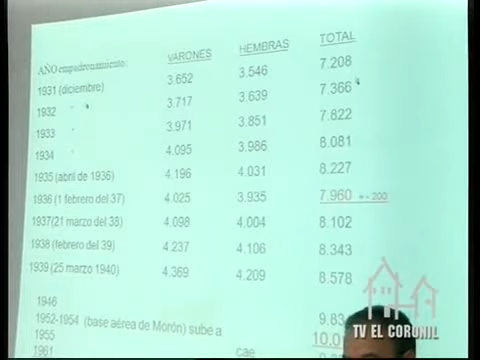 AÑO empadronamiento: VARONES HEMBRAS TOTAL
1931 (diciembre) 3.652 3.546 7.208
1932 " 3.717 3.639 7.366
1933 " 3.971 3.851 7.822
1934 " 4.095 3.986 8.081
1935 (abril de 1936) 4.196 4.031 8.227
1936 (1 febrero del 37) 4.025 3.935 7.960 +- 200
1937(21 marzo del 38) 4.098 4.004 8.102
1938 (febrero del 39) 4.237 4.106 8.343
1939 (25 marzo 1940) 4.369 4.209 8.578
1946
1952-1954 (base aérea de Morón) sube a
1955
1961 cae
TV EL CORONIL